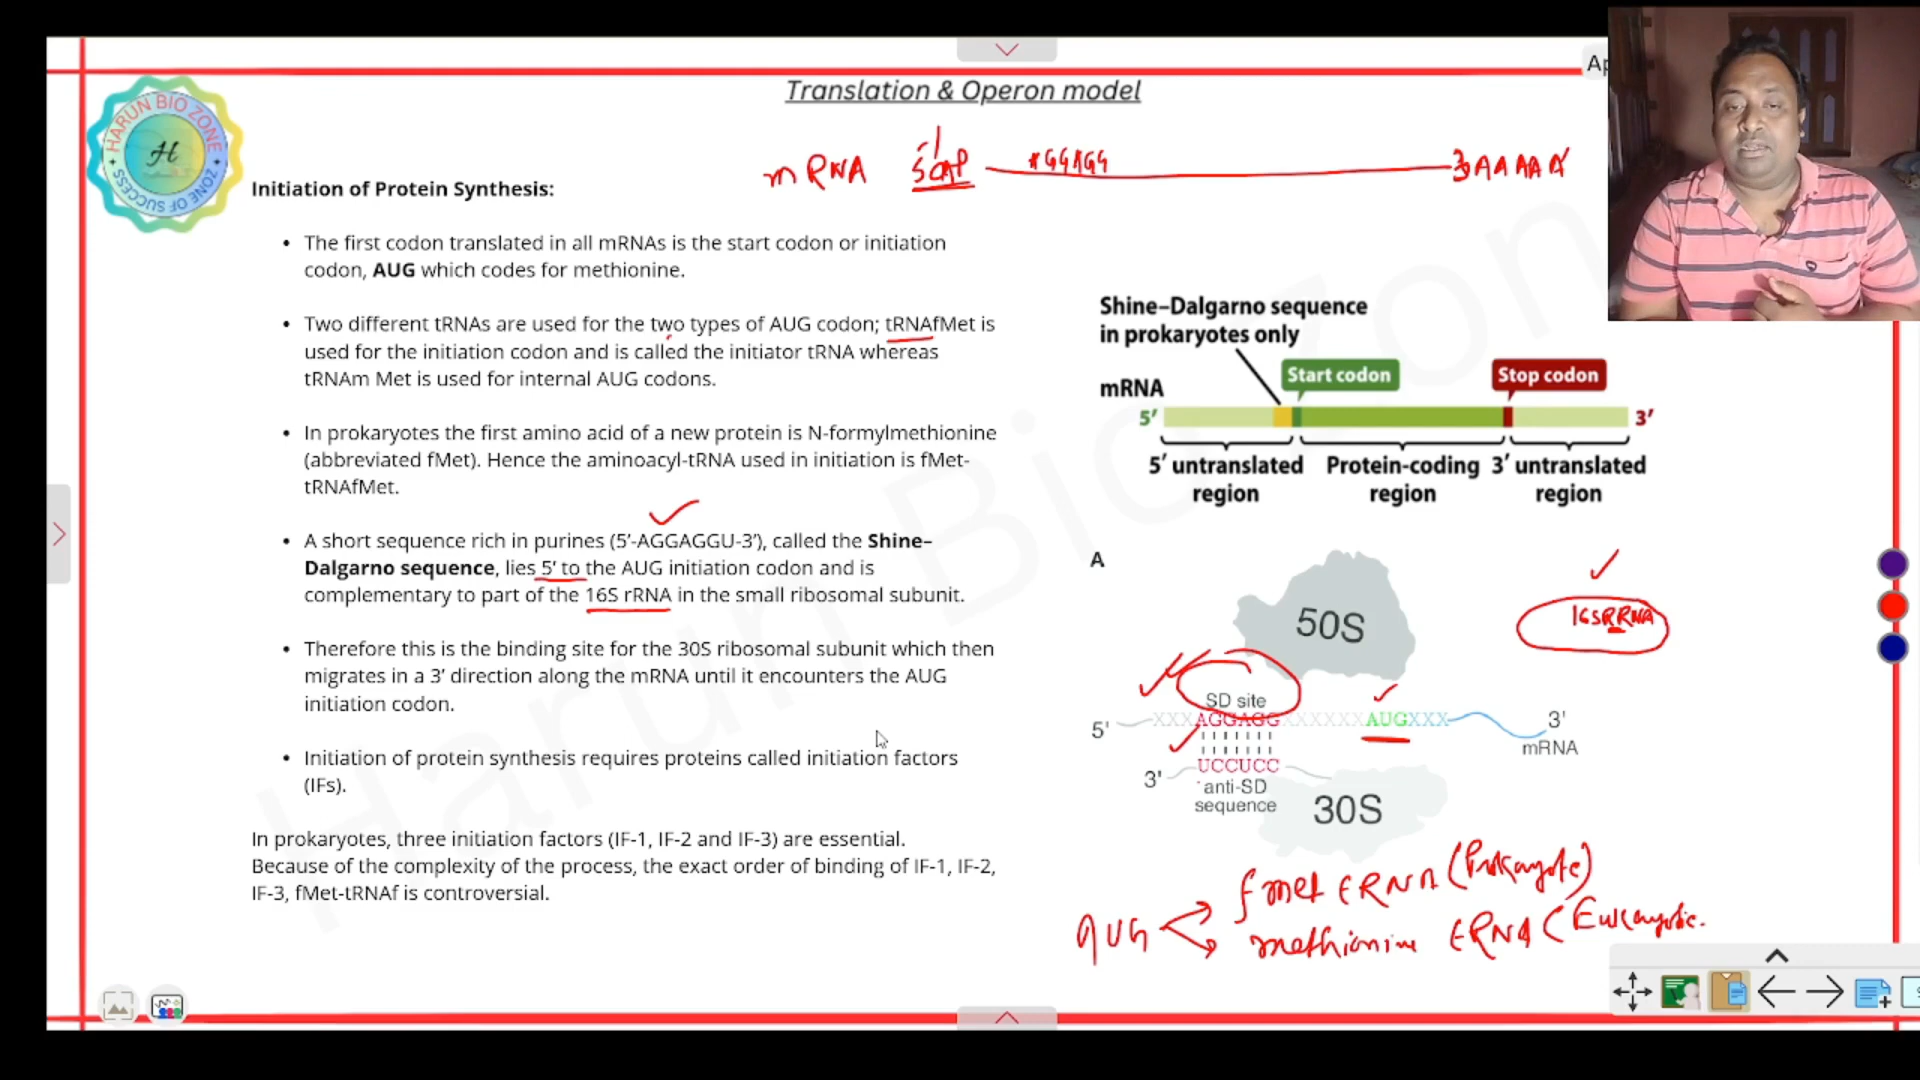 Ap
Translation & Operon model
HARUN BIO ZONE
ZONE OF SUCCESS
H
mRNA 5' CAP AGGAGG 3' AAAAA
Initiation of Protein Synthesis:
• The first codon translated in all mRNAs is the start codon or initiation
codon, AUG which codes for methionine.
• Two different tRNAs are used for the two types of AUG codon; tRNAfMet is
used for the initiation codon and is called the initiator tRNA whereas
tRNAm Met is used for internal AUG codons.
• In prokaryotes the first amino acid of a new protein is N-formylmethionine
(abbreviated fMet). Hence the aminoacyl-tRNA used in initiation is fMet-
tRNAfMet.
• A short sequence rich in purines (5’-AGGAGGU-3’), called the Shine–
Dalgarno sequence, lies 5’ to the AUG initiation codon and is
complementary to part of the 16S rRNA in the small ribosomal subunit.
• Therefore this is the binding site for the 30S ribosomal subunit which then
migrates in a 3’ direction along the mRNA until it encounters the AUG
initiation codon.
• Initiation of protein synthesis requires proteins called initiation factors
(IFs).
In prokaryotes, three initiation factors (IF-1, IF-2 and IF-3) are essential.
Because of the complexity of the process, the exact order of binding of IF-1, IF-2,
IF-3, fMet-tRNAf is controversial.
Shine–Dalgarno sequence
in prokaryotes only
Start codon
Stop codon
mRNA
5′ 3′
5′ untranslated Protein-coding 3′ untranslated
region region region
A
50S
16S RRNA
SD site
5' XXXAGGAGGXXXXXXAUGXXX 3'
mRNA
3' UCCUCC
anti-SD
sequence
30S
AUG
fmet tRNA (Prokaryote)
methionine tRNA (Eukaryotic.
Harun Bio Zone